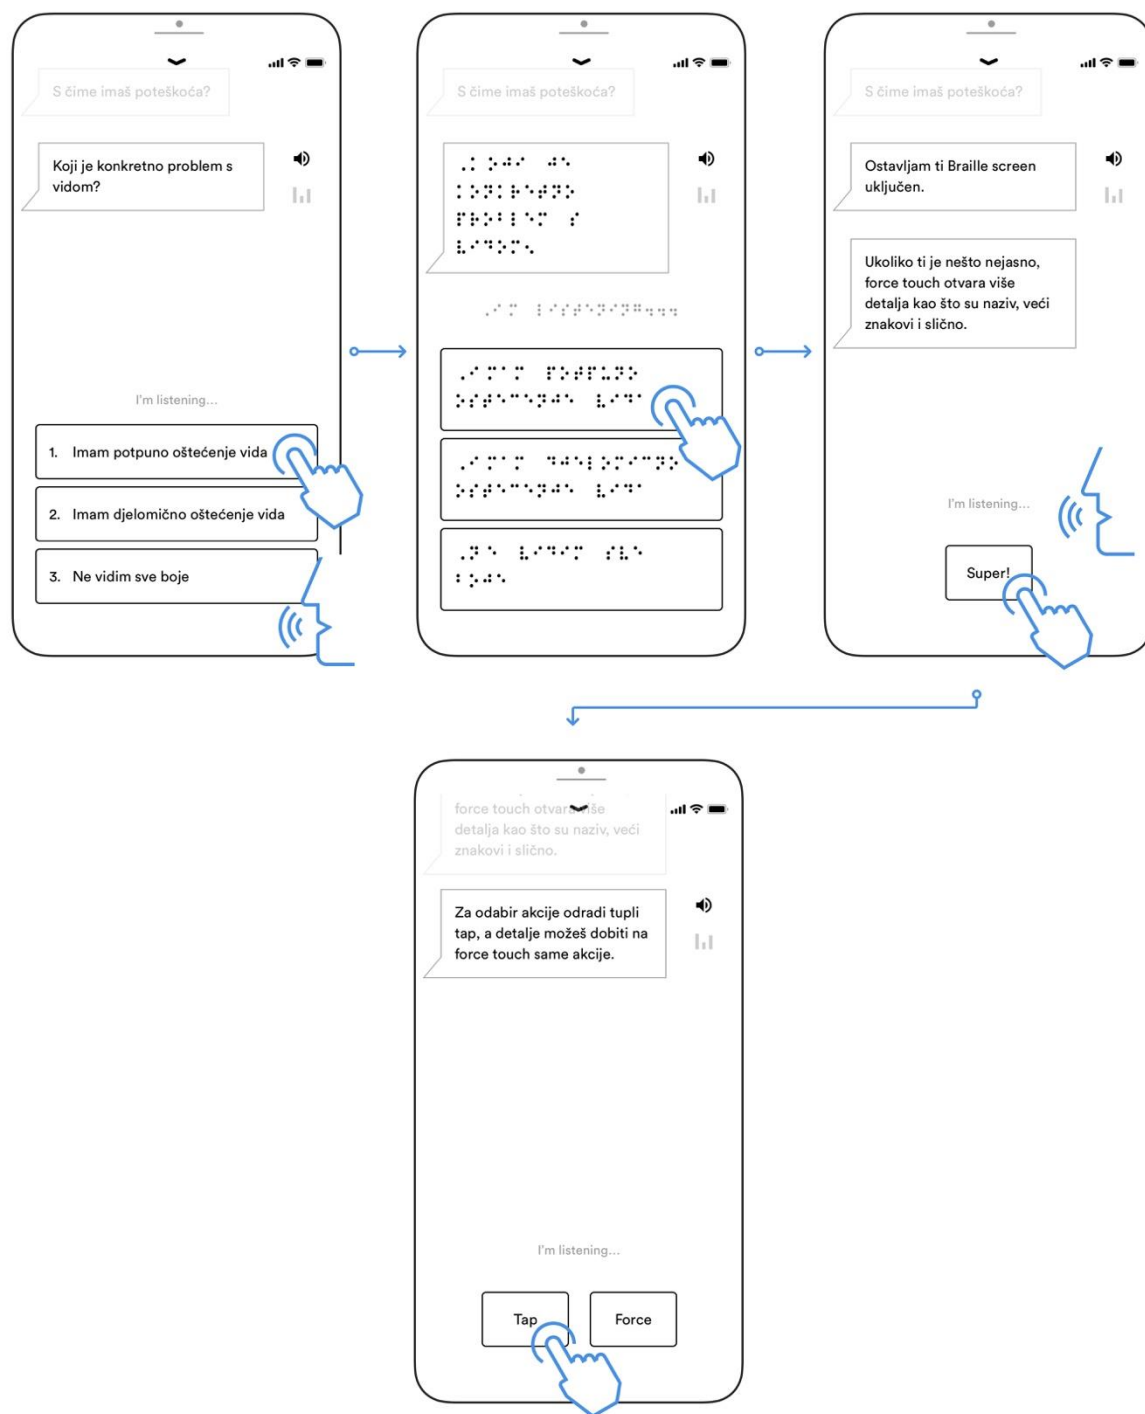 S čime imaš poteškoća?
Koji je konkretno problem s
vidom?
I'm listening...
1. Imam potpuno oštećenje vida
2. Imam djelomično oštećenje vida
3. Ne vidim sve boje
S čime imaš poteškoća?
⠠⠅⠕⠚⠊ ⠚⠑
⠅⠕⠝⠅⠗⠑⠞⠝⠕
⠏⠗⠕⠃⠇⠑⠍ ⠎
⠧⠊⠙⠕⠍⠢
⠠⠊⠍ ⠇⠊⠎⠞⠑⠝⠊⠝⠛⠲⠲⠲
⠠⠊⠍⠁⠍ ⠏⠕⠞⠏⠥⠝⠕
⠕⠎⠞⠑⠉⠑⠝⠚⠑ ⠧⠊⠙⠁
⠠⠊⠍⠁⠍ ⠙⠚⠑⠇⠕⠍⠊⠉⠝⠕
⠕⠎⠞⠑⠉⠑⠝⠚⠑ ⠧⠊⠙⠁
⠠⠝⠑ ⠧⠊⠙⠊⠍ ⠎⠧⠑
⠃⠕⠚⠑
S čime imaš poteškoća?
Ostavljam ti Braille screen
uključen.
Ukoliko ti je nešto nejasno,
force touch otvara više
detalja kao što su naziv, veći
znakovi i slično.
I'm listening...
Super!
force touch otvara više
detalja kao što su naziv, veći
znakovi i slično.
Za odabir akcije odradi tupli
tap, a detalje možeš dobiti na
force touch same akcije.
I'm listening...
Tap
Force